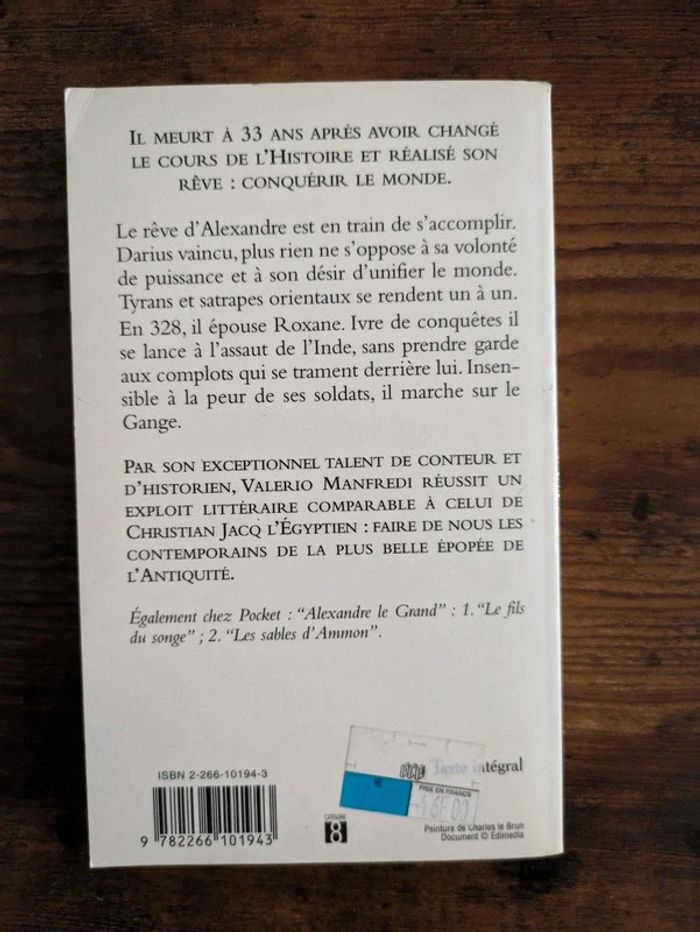 IL MEURT À 33 ANS APRÈS AVOIR CHANGÉ
LE COURS DE L'HISTOIRE ET RÉALISÉ SON
RÊVE : CONQUÉRIR LE MONDE.
Le rêve d'Alexandre est en train de s'accomplir.
Darius vaincu, plus rien ne s'oppose à sa volonté
de puissance et à son désir d'unifier le monde.
Tyrans et satrapes orientaux se rendent un à un.
En 328, il épouse Roxane. Ivre de conquêtes il
se lance à l'assaut de l'Inde, sans prendre garde
aux complots qui se trament derrière lui. Insen-
sible à la peur de ses soldats, il marche sur le
Gange.
PAR SON EXCEPTIONNEL TALENT DE CONTEUR ET
D'HISTORIEN, VALERIO MANFREDI RÉUSSIT UN
EXPLOIT LITTÉRAIRE COMPARABLE À CELUI DE
CHRISTIAN JACQ L'ÉGYPTIEN : FAIRE DE NOUS LES
CONTEMPORAINS DE LA PLUS BELLE ÉPOPÉE DE
L'ANTIQUITÉ.
Également chez Pocket : "Alexandre le Grand" : 1. "Le fils
du songe" ; 2. "Les sables d'Ammon".
Texte intégral
ISBN 2-266-10194-3
€
PRIX EN FRANCS
CATÉGORIE
8
9 782266 101943
Peinture de Charles le Brun
Document © Edimedia